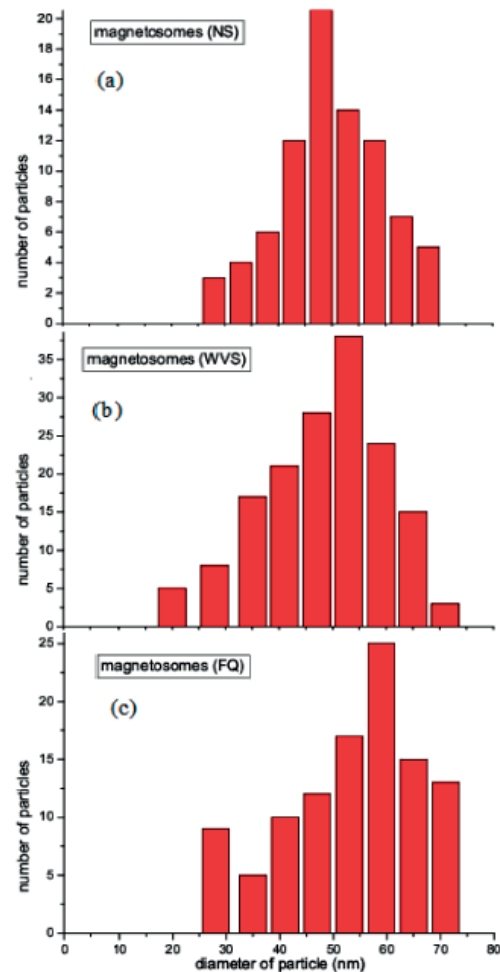 20
18
16
14
12
10
8
6
4
2
0
number of particles
magnetosomes (NS)
(a)
35
30
25
20
15
10
5
0
number of particles
magnetosomes (WVS)
(b)
25
20
15
10
5
0
number of particles
magnetosomes (FQ)
(c)
0 10 20 30 40 50 60 70 80
diameter of particle (nm)